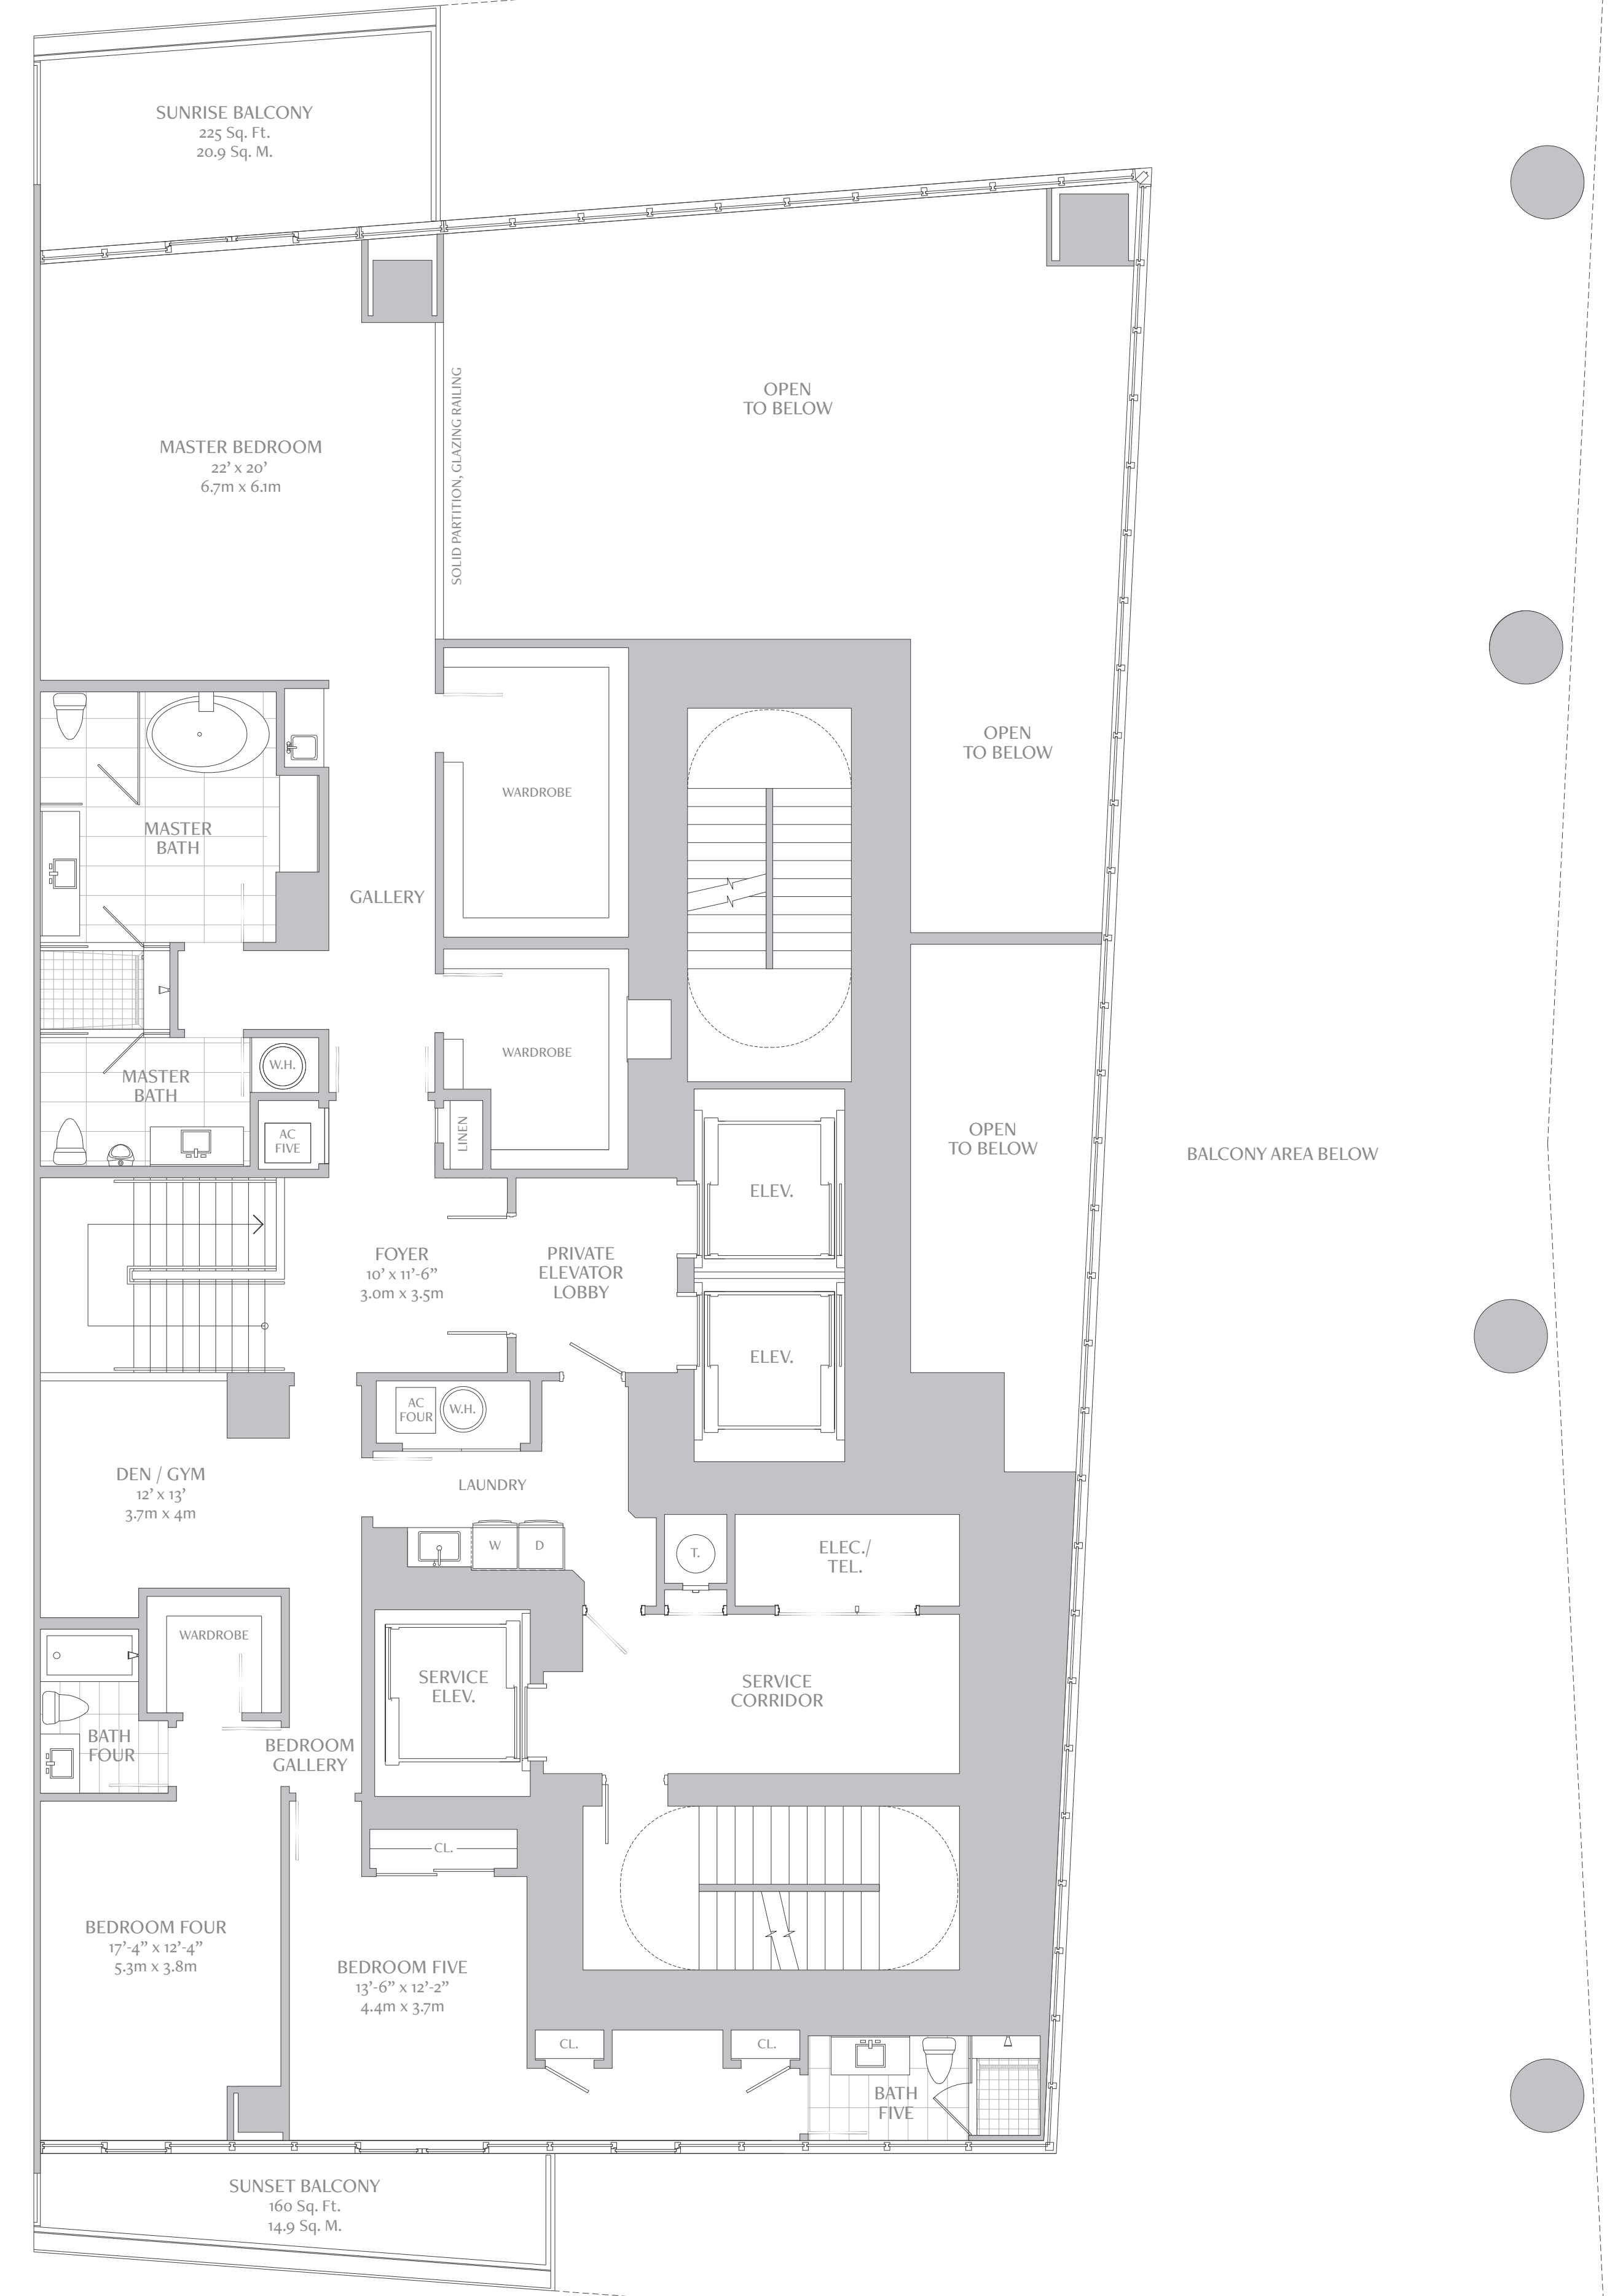 SUNRISE BALCONY
225 Sq. Ft.
20.9 Sq. M.
MASTER BEDROOM
22’ x 20’
6.7m x 6.1m
SOLID PARTITION, GLAZING RAILING
OPEN
TO BELOW
OPEN
TO BELOW
WARDROBE
MASTER
BATH
GALLERY
WARDROBE
W.H.
MASTER
BATH
AC
FIVE
LINEN
OPEN
TO BELOW
BALCONY AREA BELOW
ELEV.
FOYER
10’ x 11’-6”
3.0m x 3.5m
PRIVATE
ELEVATOR
LOBBY
ELEV.
AC
FOUR
W.H.
DEN / GYM
12’ x 13’
3.7m x 4m
LAUNDRY
W
D
T.
ELEC./
TEL.
WARDROBE
SERVICE
ELEV.
SERVICE
CORRIDOR
BATH
FOUR
BEDROOM
GALLERY
CL.
BEDROOM FOUR
17’-4” x 12’-4”
5.3m x 3.8m
BEDROOM FIVE
13’-6” x 12’-2”
4.4m x 3.7m
CL.
CL.
BATH
FIVE
SUNSET BALCONY
160 Sq. Ft.
14.9 Sq. M.